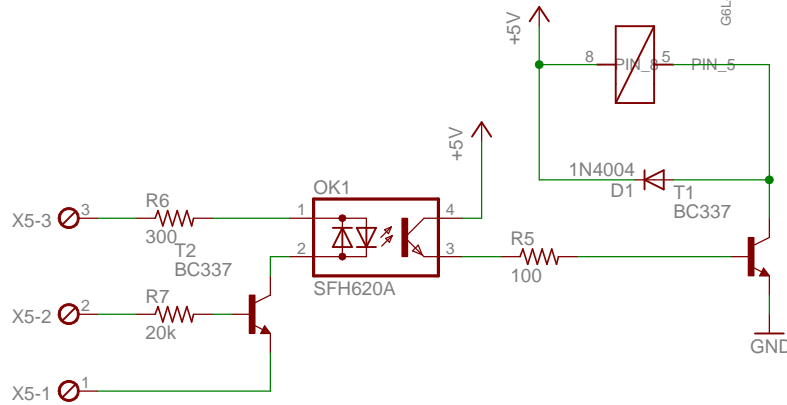 G6L
+5V
8
PIN_8
5
PIN_5
+5V
1N4004
D1
T1
BC337
OK1
R6
X5-3
3
300
1
4
T2
BC337
2
3
R5
100
SFH620A
R7
X5-2
2
20k
GND
X5-1
1